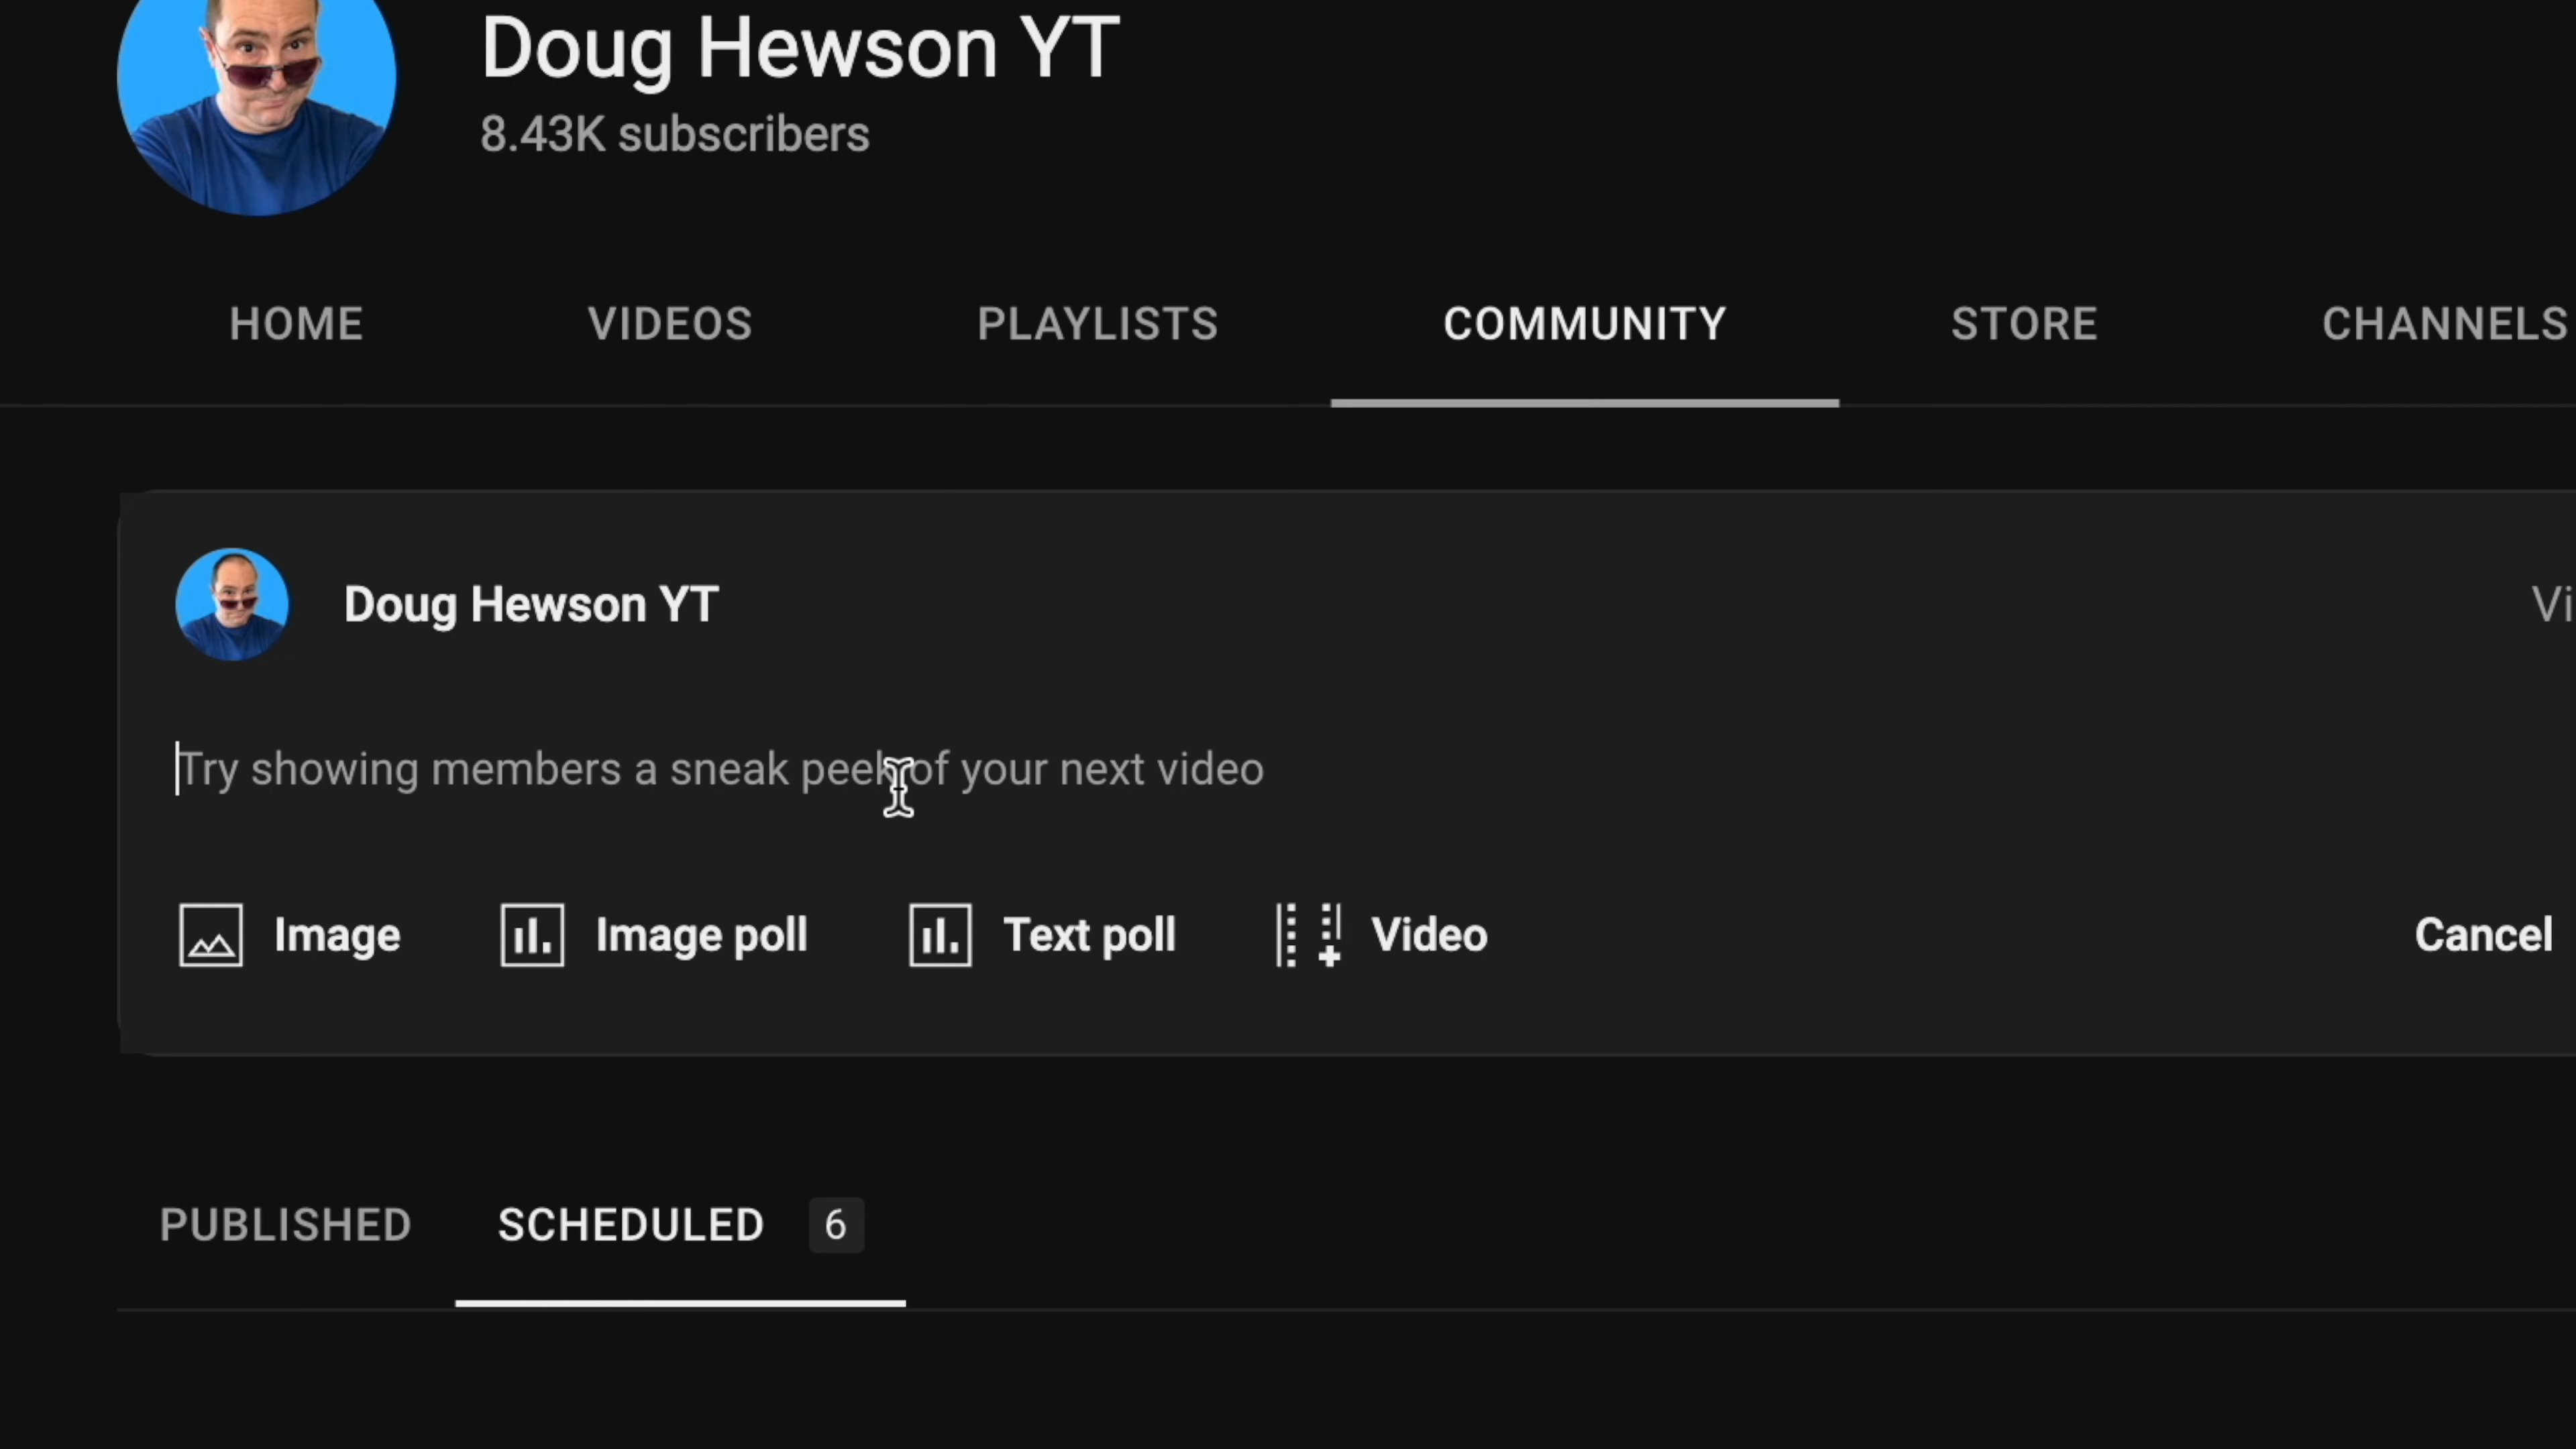 Doug Hewson YT
8.43K subscribers
HOME VIDEOS PLAYLISTS COMMUNITY STORE CHANNELS
Doug Hewson YT
Try showing members a sneak peek of your next video
Image Image poll Text poll Video Cancel
PUBLISHED SCHEDULED 6